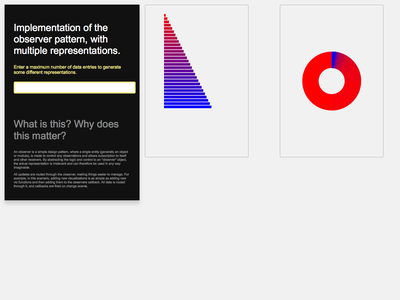 Implementation of the
observer pattern, with
multiple representations.
Enter a maximum number of data entries to generate
some different representations.
What is this? Why does
this matter?
An observer is a simple design pattern, where a single entity (generally an object
or module), is made to control any observations and relates subscription to itself
and other receivers. By abstracting the logic and control to an "observer" object,
the actual representation is irrelevant and can therefore be used in any way
imaginable.
All updates are routed through the observer, making things easier to manage. For
example, in this scenario, adding new visualizations is as simple as adding new
functions and then adding them to the observers callback. All data is routed
through it, and callbacks are fired on change events.